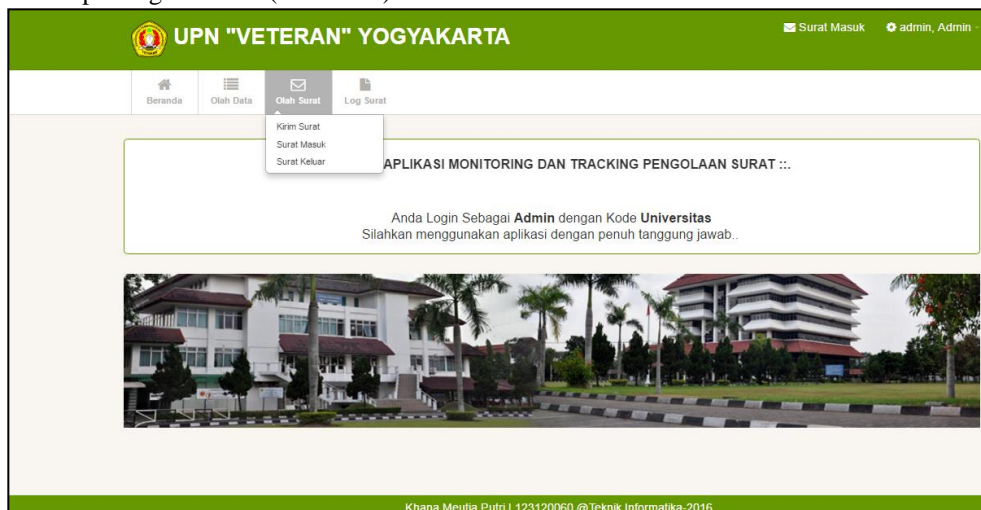 UPN "VETERAN" YOGYAKARTA
Surat Masuk admin, Admin
Beranda Olah Data Olah Surat Log Surat
Kirim Surat
Surat Masuk
Surat Keluar
APLIKASI MONITORING DAN TRACKING PENGOLAAN SURAT ::.
Anda Login Sebagai Admin dengan Kode Universitas
Silahkan menggunakan aplikasi dengan penuh tanggung jawab..
Khana Meutia Putri | 123120060 @Teknik Informatika-2016